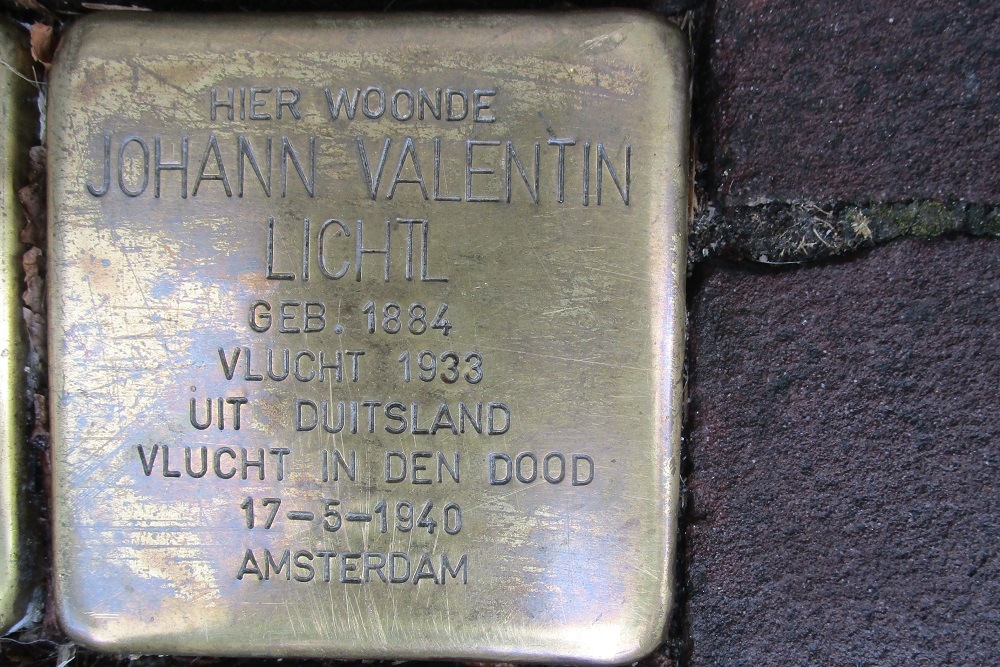 HIER WOONDE
JOHANN VALENTIN
LICHTL
GEB. 1884
VLUCHT 1933
UIT DUITSLAND
VLUCHT IN DEN DOOD
17-5-1940
AMSTERDAM